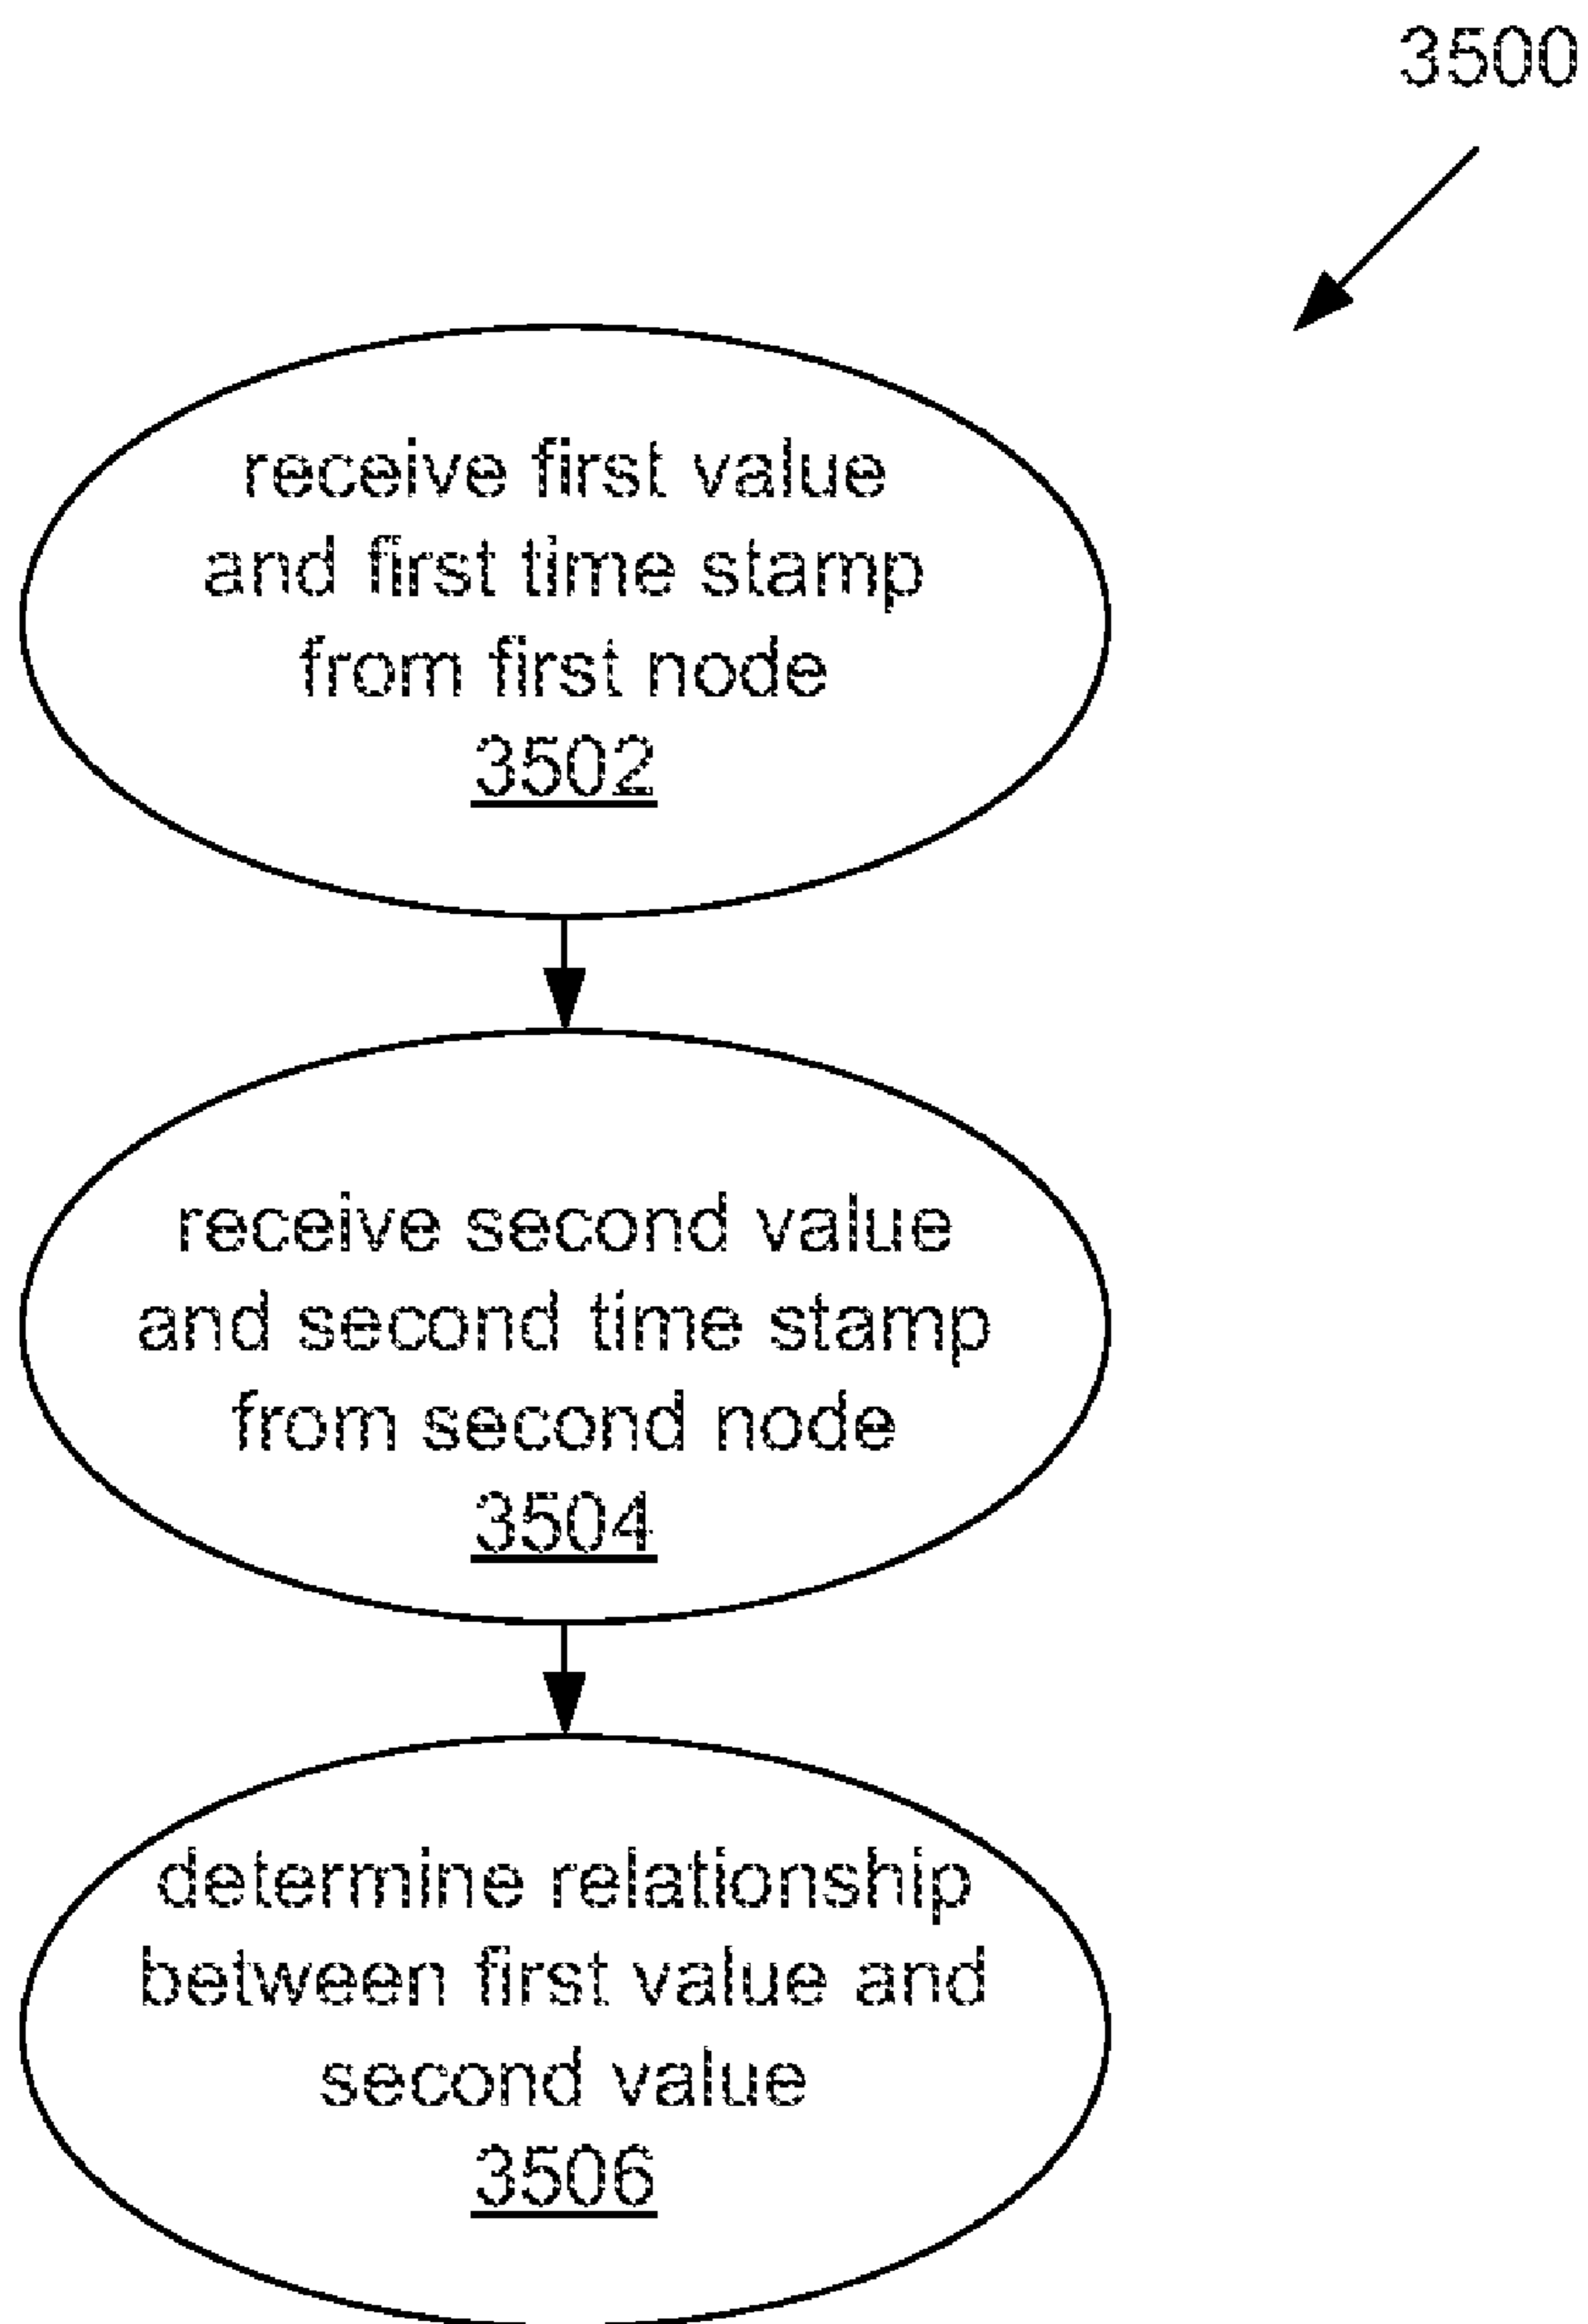 3500
receive first value
and first time stamp
from first node
3502
receive second value
and second time stamp
from second node
3504
determine relationship
between first value and
second value
3506